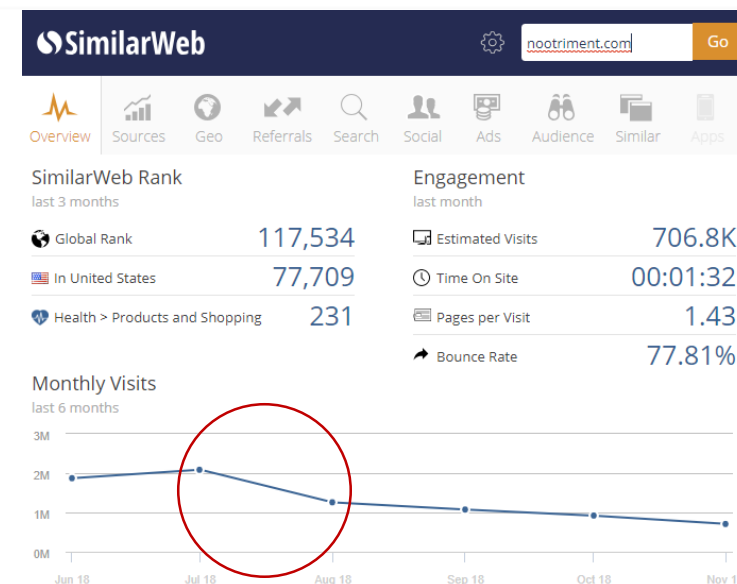 SimilarWeb
nootriment.com
Go
Overview
Sources
Geo
Referrals
Search
Social
Ads
Audience
Similar
Apps
SimilarWeb Rank
last 3 months
Global Rank 117,534
In United States 77,709
Health > Products and Shopping 231
Engagement
last month
Estimated Visits 706.8K
Time On Site 00:01:32
Pages per Visit 1.43
Bounce Rate 77.81%
Monthly Visits
last 6 months
3M
2M
1M
0M
Jun 18
Jul 18
Aug 18
Sep 18
Oct 18
Nov 1